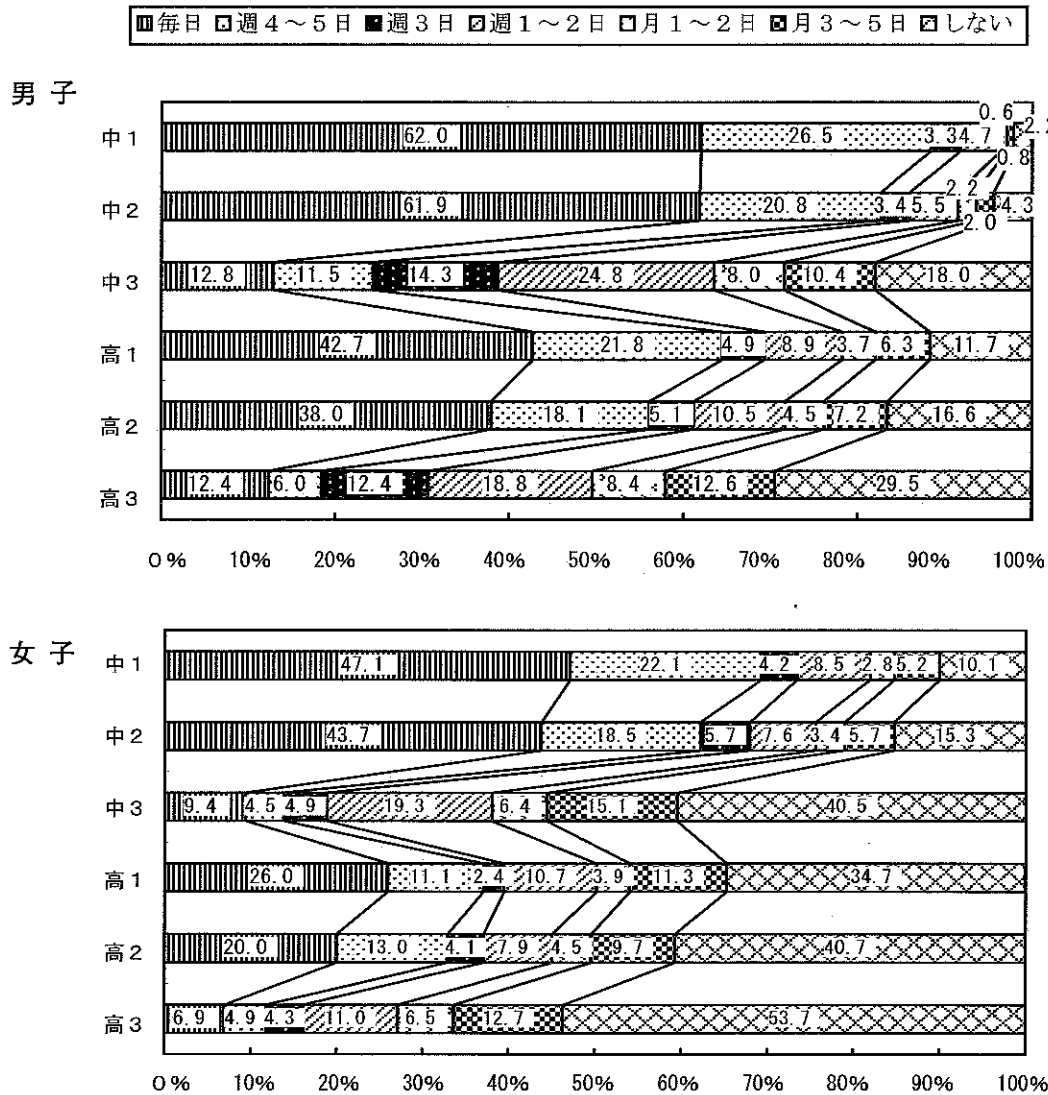 毎日 週4～5日 週3日 週1～2日 月1～2日 月3～5日 しない
男子
0.6
中1 62.0 26.5 3.3 4.7 2.2
0.8
2.2
中2 61.9 20.8 3.4 5.5 4.3
2.0
中3 12.8 11.5 14.3 24.8 8.0 10.4 18.0
高1 42.7 21.8 4.9 8.9 3.7 6.3 11.7
高2 38.0 18.1 5.1 10.5 4.5 7.2 16.6
高3 12.4 6.0 12.4 18.8 8.4 12.6 29.5
0% 10% 20% 30% 40% 50% 60% 70% 80% 90% 100%
女子
中1 47.1 22.1 4.2 8.5 2.8 5.2 10.1
中2 43.7 18.5 5.7 7.6 3.4 5.7 15.3
中3 9.4 4.5 4.9 19.3 6.4 15.1 40.5
高1 26.0 11.1 2.4 10.7 3.9 11.3 34.7
高2 20.0 13.0 4.1 7.9 4.5 9.7 40.7
高3 6.9 4.9 4.3 11.0 6.5 12.7 53.7
0% 10% 20% 30% 40% 50% 60% 70% 80% 90% 100%